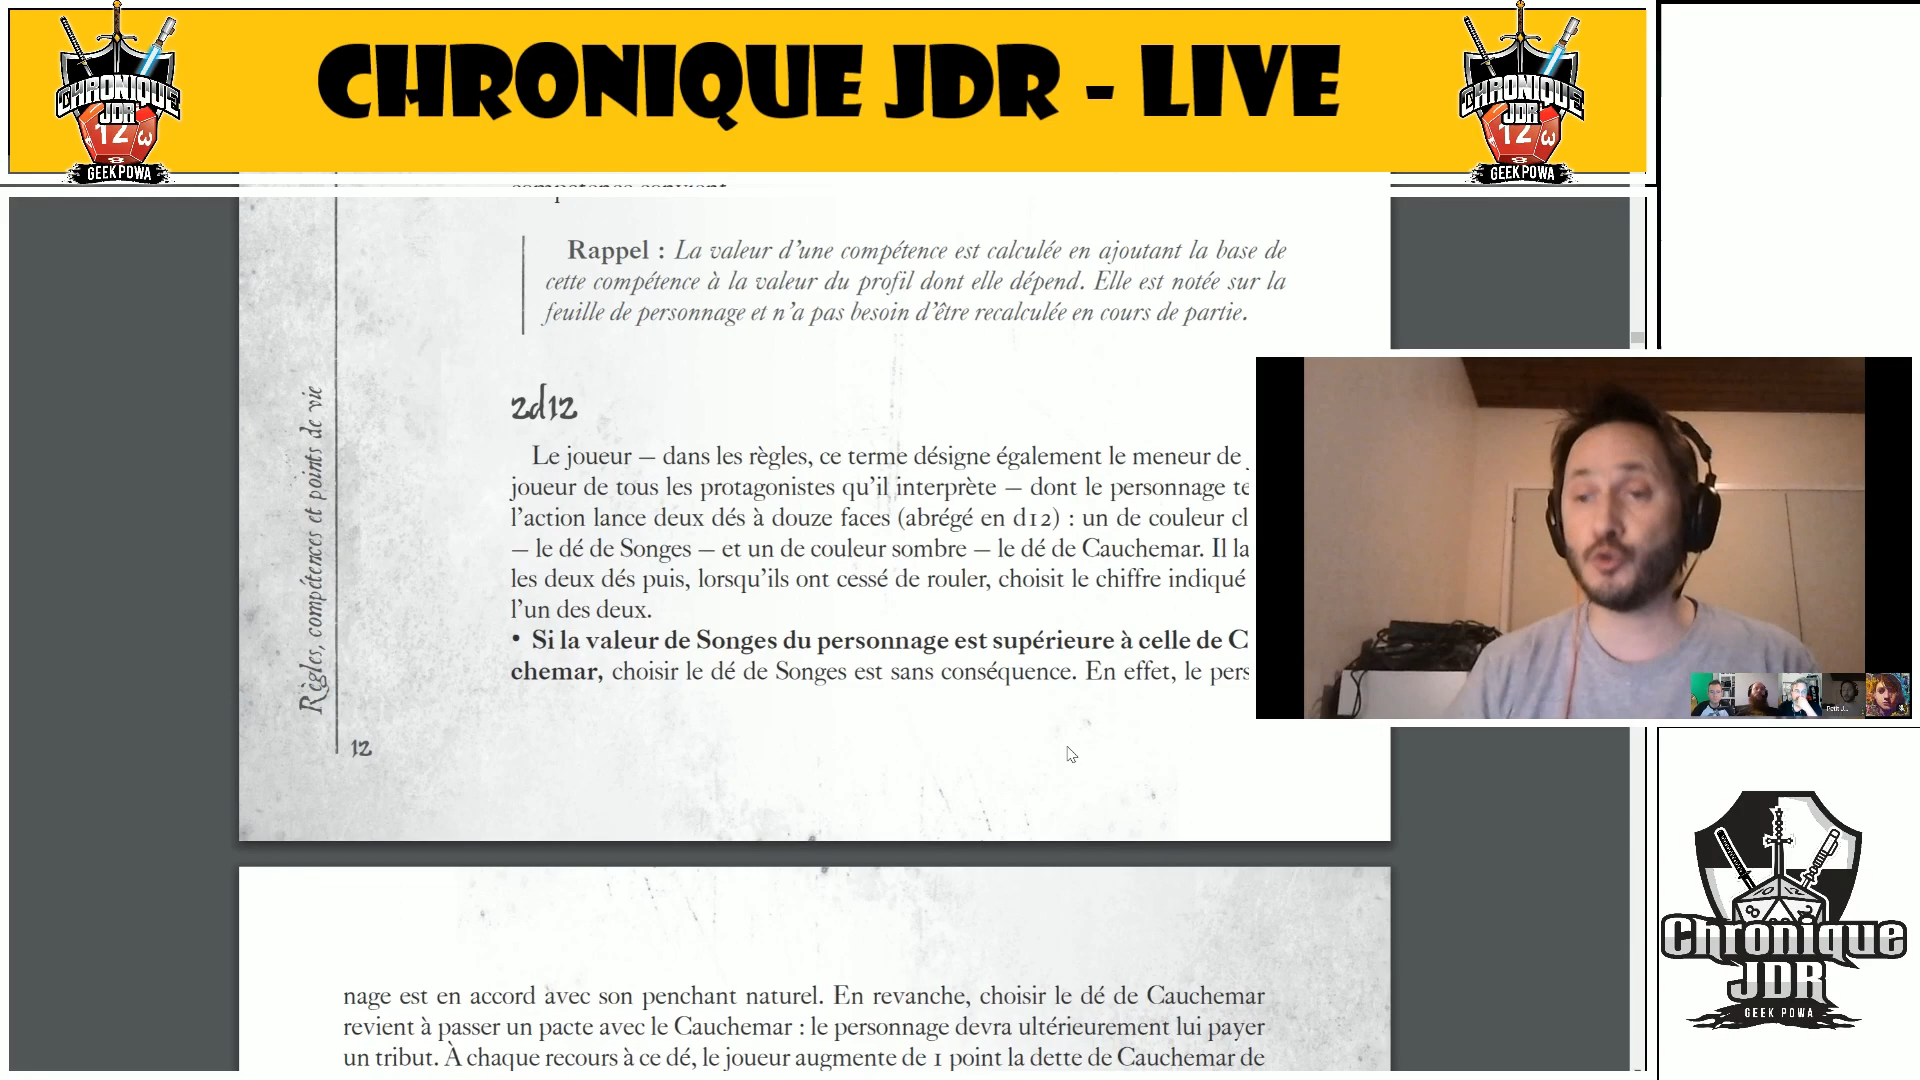 CHRONIQUE JDR - LIVE
CHRONIQUE
JDR
12
GEEK POWA
CHRONIQUE
JDR
12
GEEK POWA
Rappel : La valeur d’une compétence est calculée en ajoutant la base de
cette compétence à la valeur du profil dont elle dépend. Elle est notée sur la
feuille de personnage et n’a pas besoin d’être recalculée en cours de partie.
2d12
Le joueur — dans les règles, ce terme désigne également le meneur de
joueur de tous les protagonistes qu’il interprète — dont le personnage te
l’action lance deux dés à douze faces (abrégé en d12) : un de couleur cl
— le dé de Songes — et un de couleur sombre — le dé de Cauchemar. Il la
les deux dés puis, lorsqu’ils ont cessé de rouler, choisit le chiffre indiqué
l’un des deux.
• Si la valeur de Songes du personnage est supérieure à celle de C
chemar, choisir le dé de Songes est sans conséquence. En effet, le pers
Règles, compétences et points de vie
12
Petit J...
nage est en accord avec son penchant naturel. En revanche, choisir le dé de Cauchemar
revient à passer un pacte avec le Cauchemar : le personnage devra ultérieurement lui payer
un tribut. À chaque recours à ce dé, le joueur augmente de 1 point la dette de Cauchemar de
Chronique
JDR
GEEK POWA